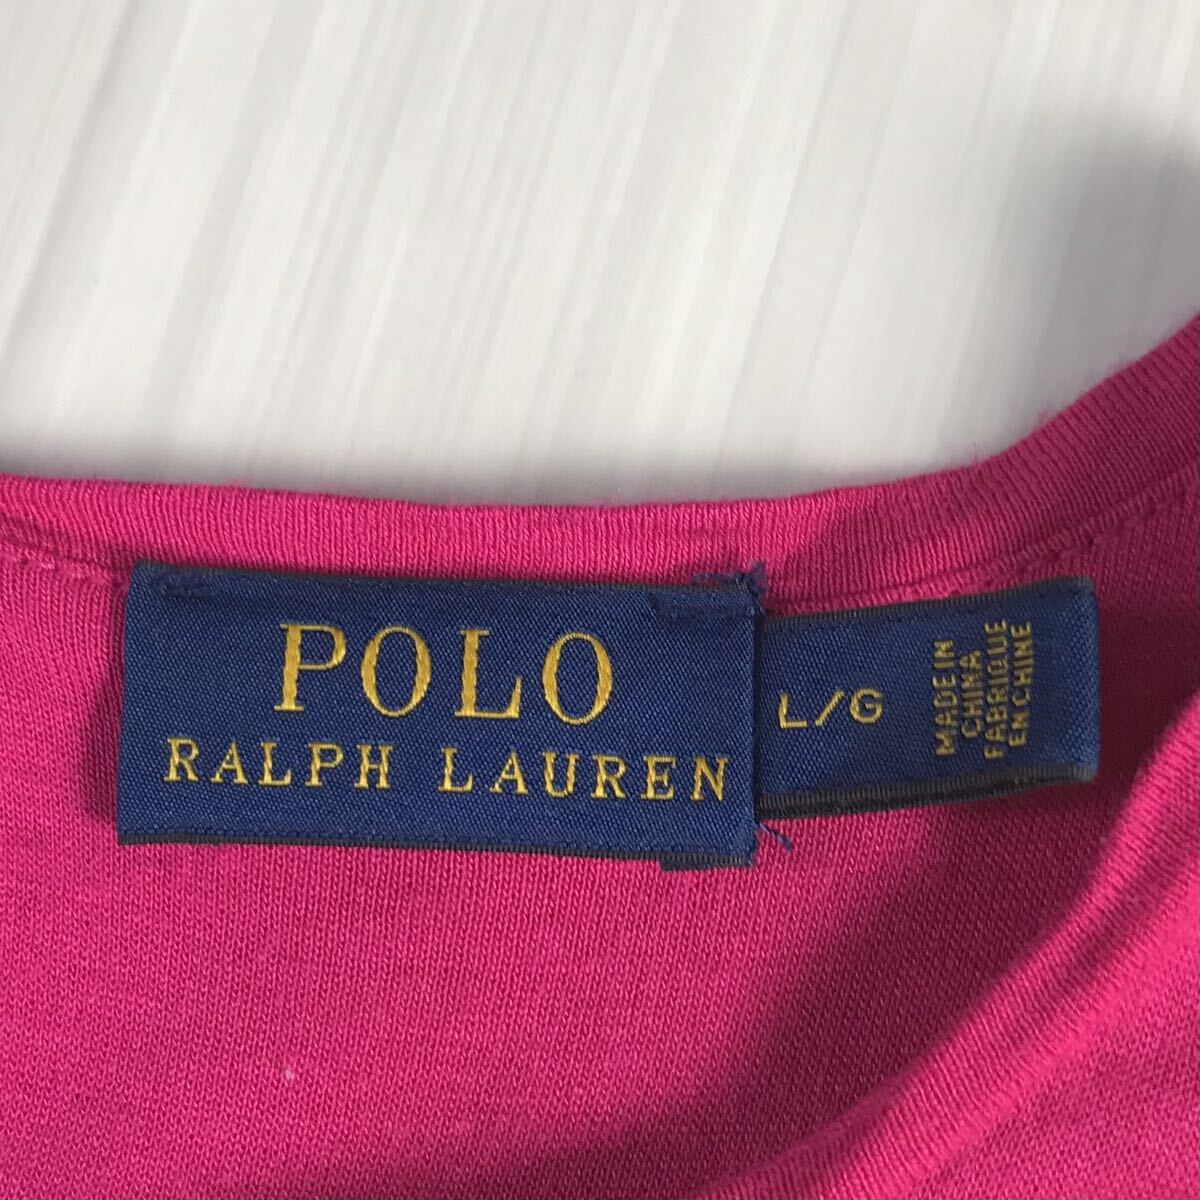 POLO
RALPH LAUREN
L/G
MADE IN
CHINA
FABRIQUE
EN CHINE